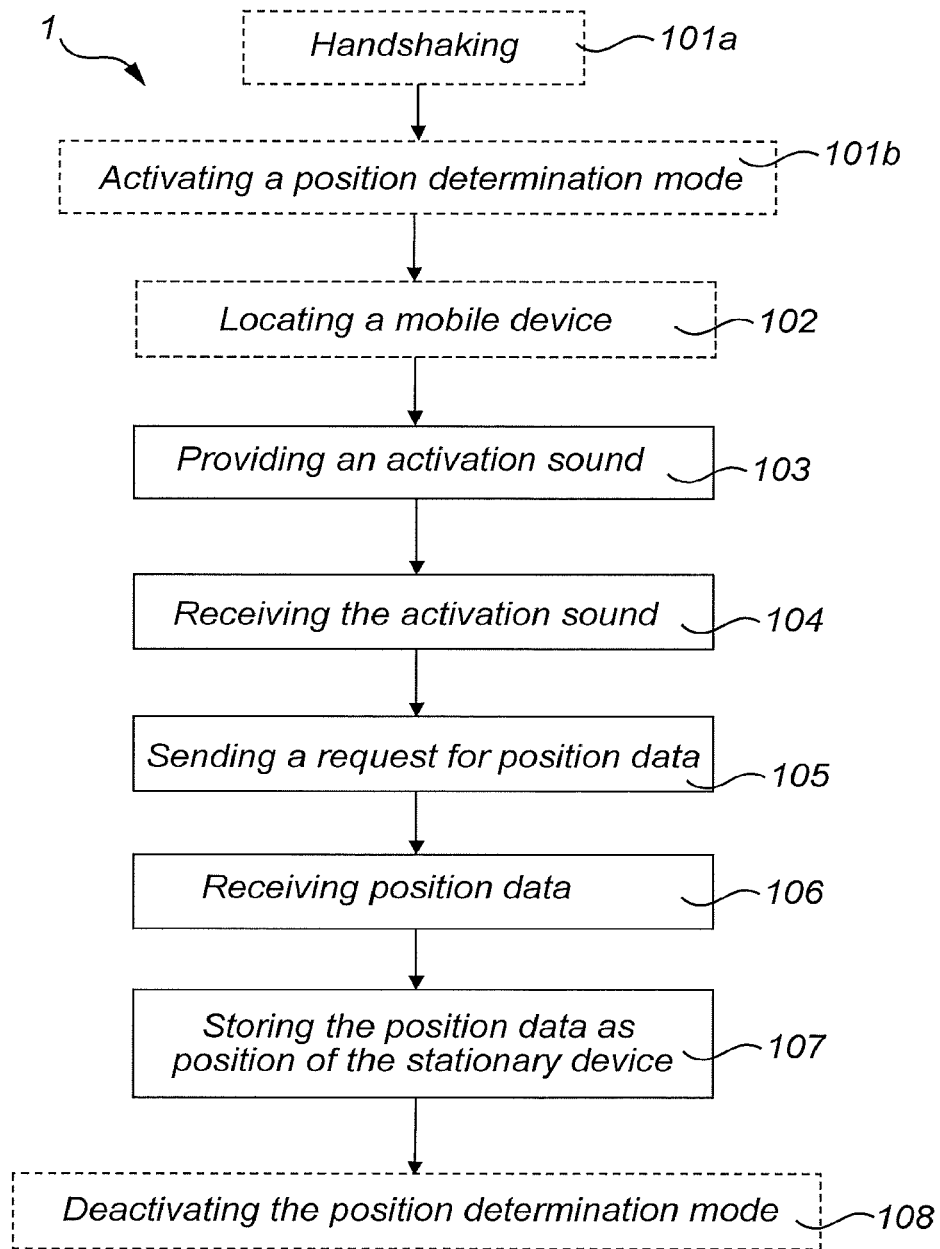 1
Handshaking
101a
Activating a position determination mode
101b
Locating a mobile device
102
Providing an activation sound
103
Receiving the activation sound
104
Sending a request for position data
105
Receiving position data
106
Storing the position data as
position of the stationary device
107
Deactivating the position determination mode
108